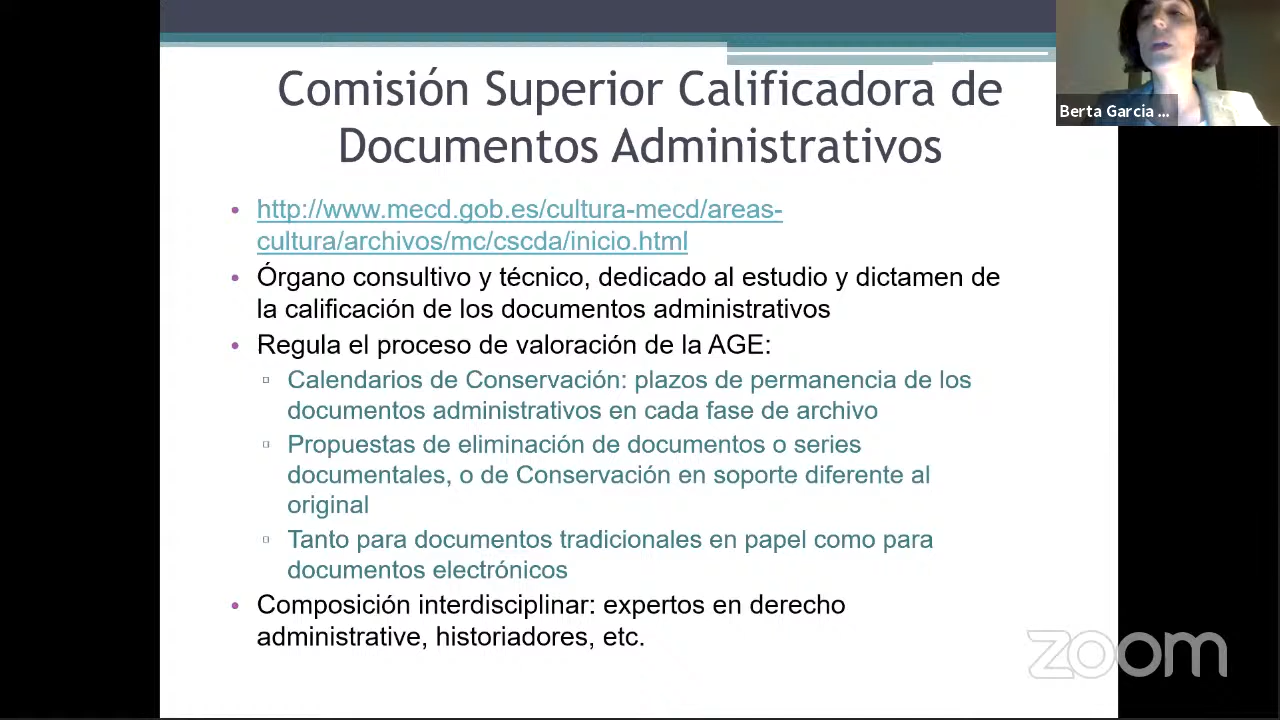 Comisión Superior Calificadora de
Documentos Administrativos
Berta Garcia ...
• http://www.mecd.gob.es/cultura-mecd/areas-
cultura/archivos/mc/cscda/inicio.html
• Órgano consultivo y técnico, dedicado al estudio y dictamen de
la calificación de los documentos administrativos
• Regula el proceso de valoración de la AGE:
▫ Calendarios de Conservación: plazos de permanencia de los
documentos administrativos en cada fase de archivo
▫ Propuestas de eliminación de documentos o series
documentales, o de Conservación en soporte diferente al
original
▫ Tanto para documentos tradicionales en papel como para
documentos electrónicos
• Composición interdisciplinar: expertos en derecho
administrative, historiadores, etc.
zoom